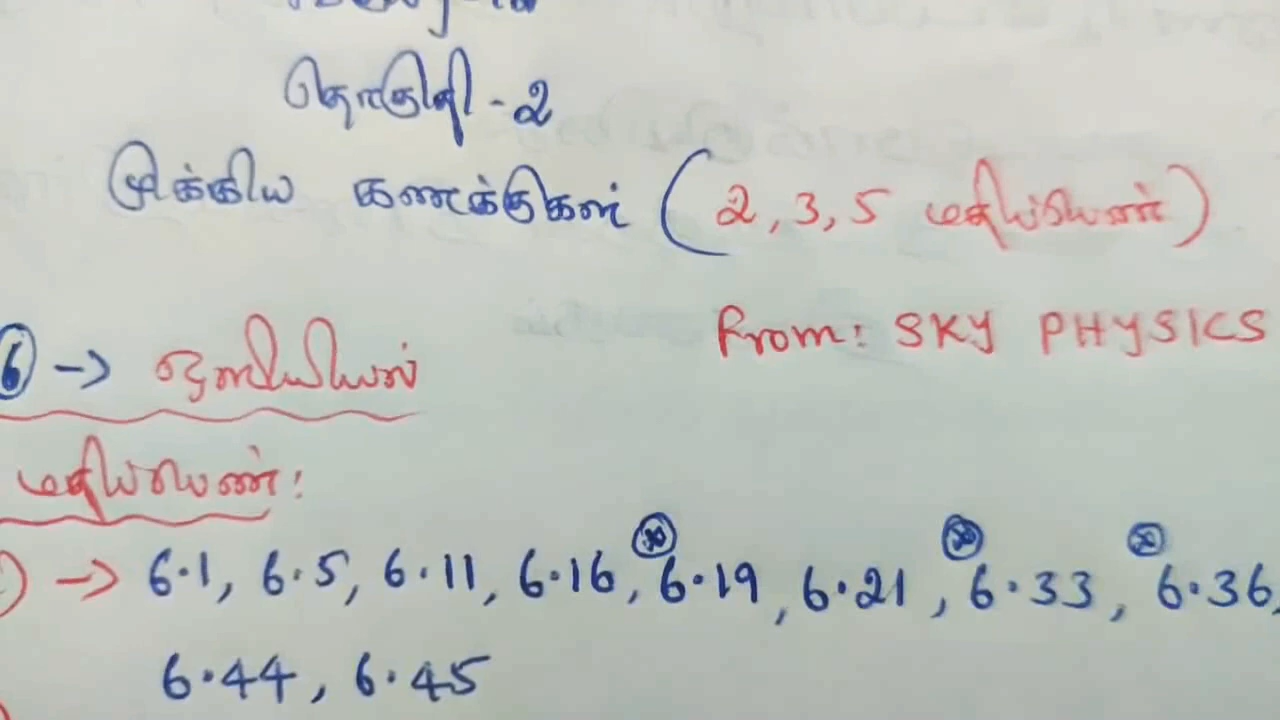 தொகுதி - 2
முக்கிய கணக்குகள் (2, 3, 5 மதிப்பெண்)
From: SKY PHYSICS
6 -> ஒளியியல்
மதிப்பெண்:
-> 6.1, 6.5, 6.11, 6.16, 6.19, 6.21, 6.33, 6.36,
6.44, 6.45